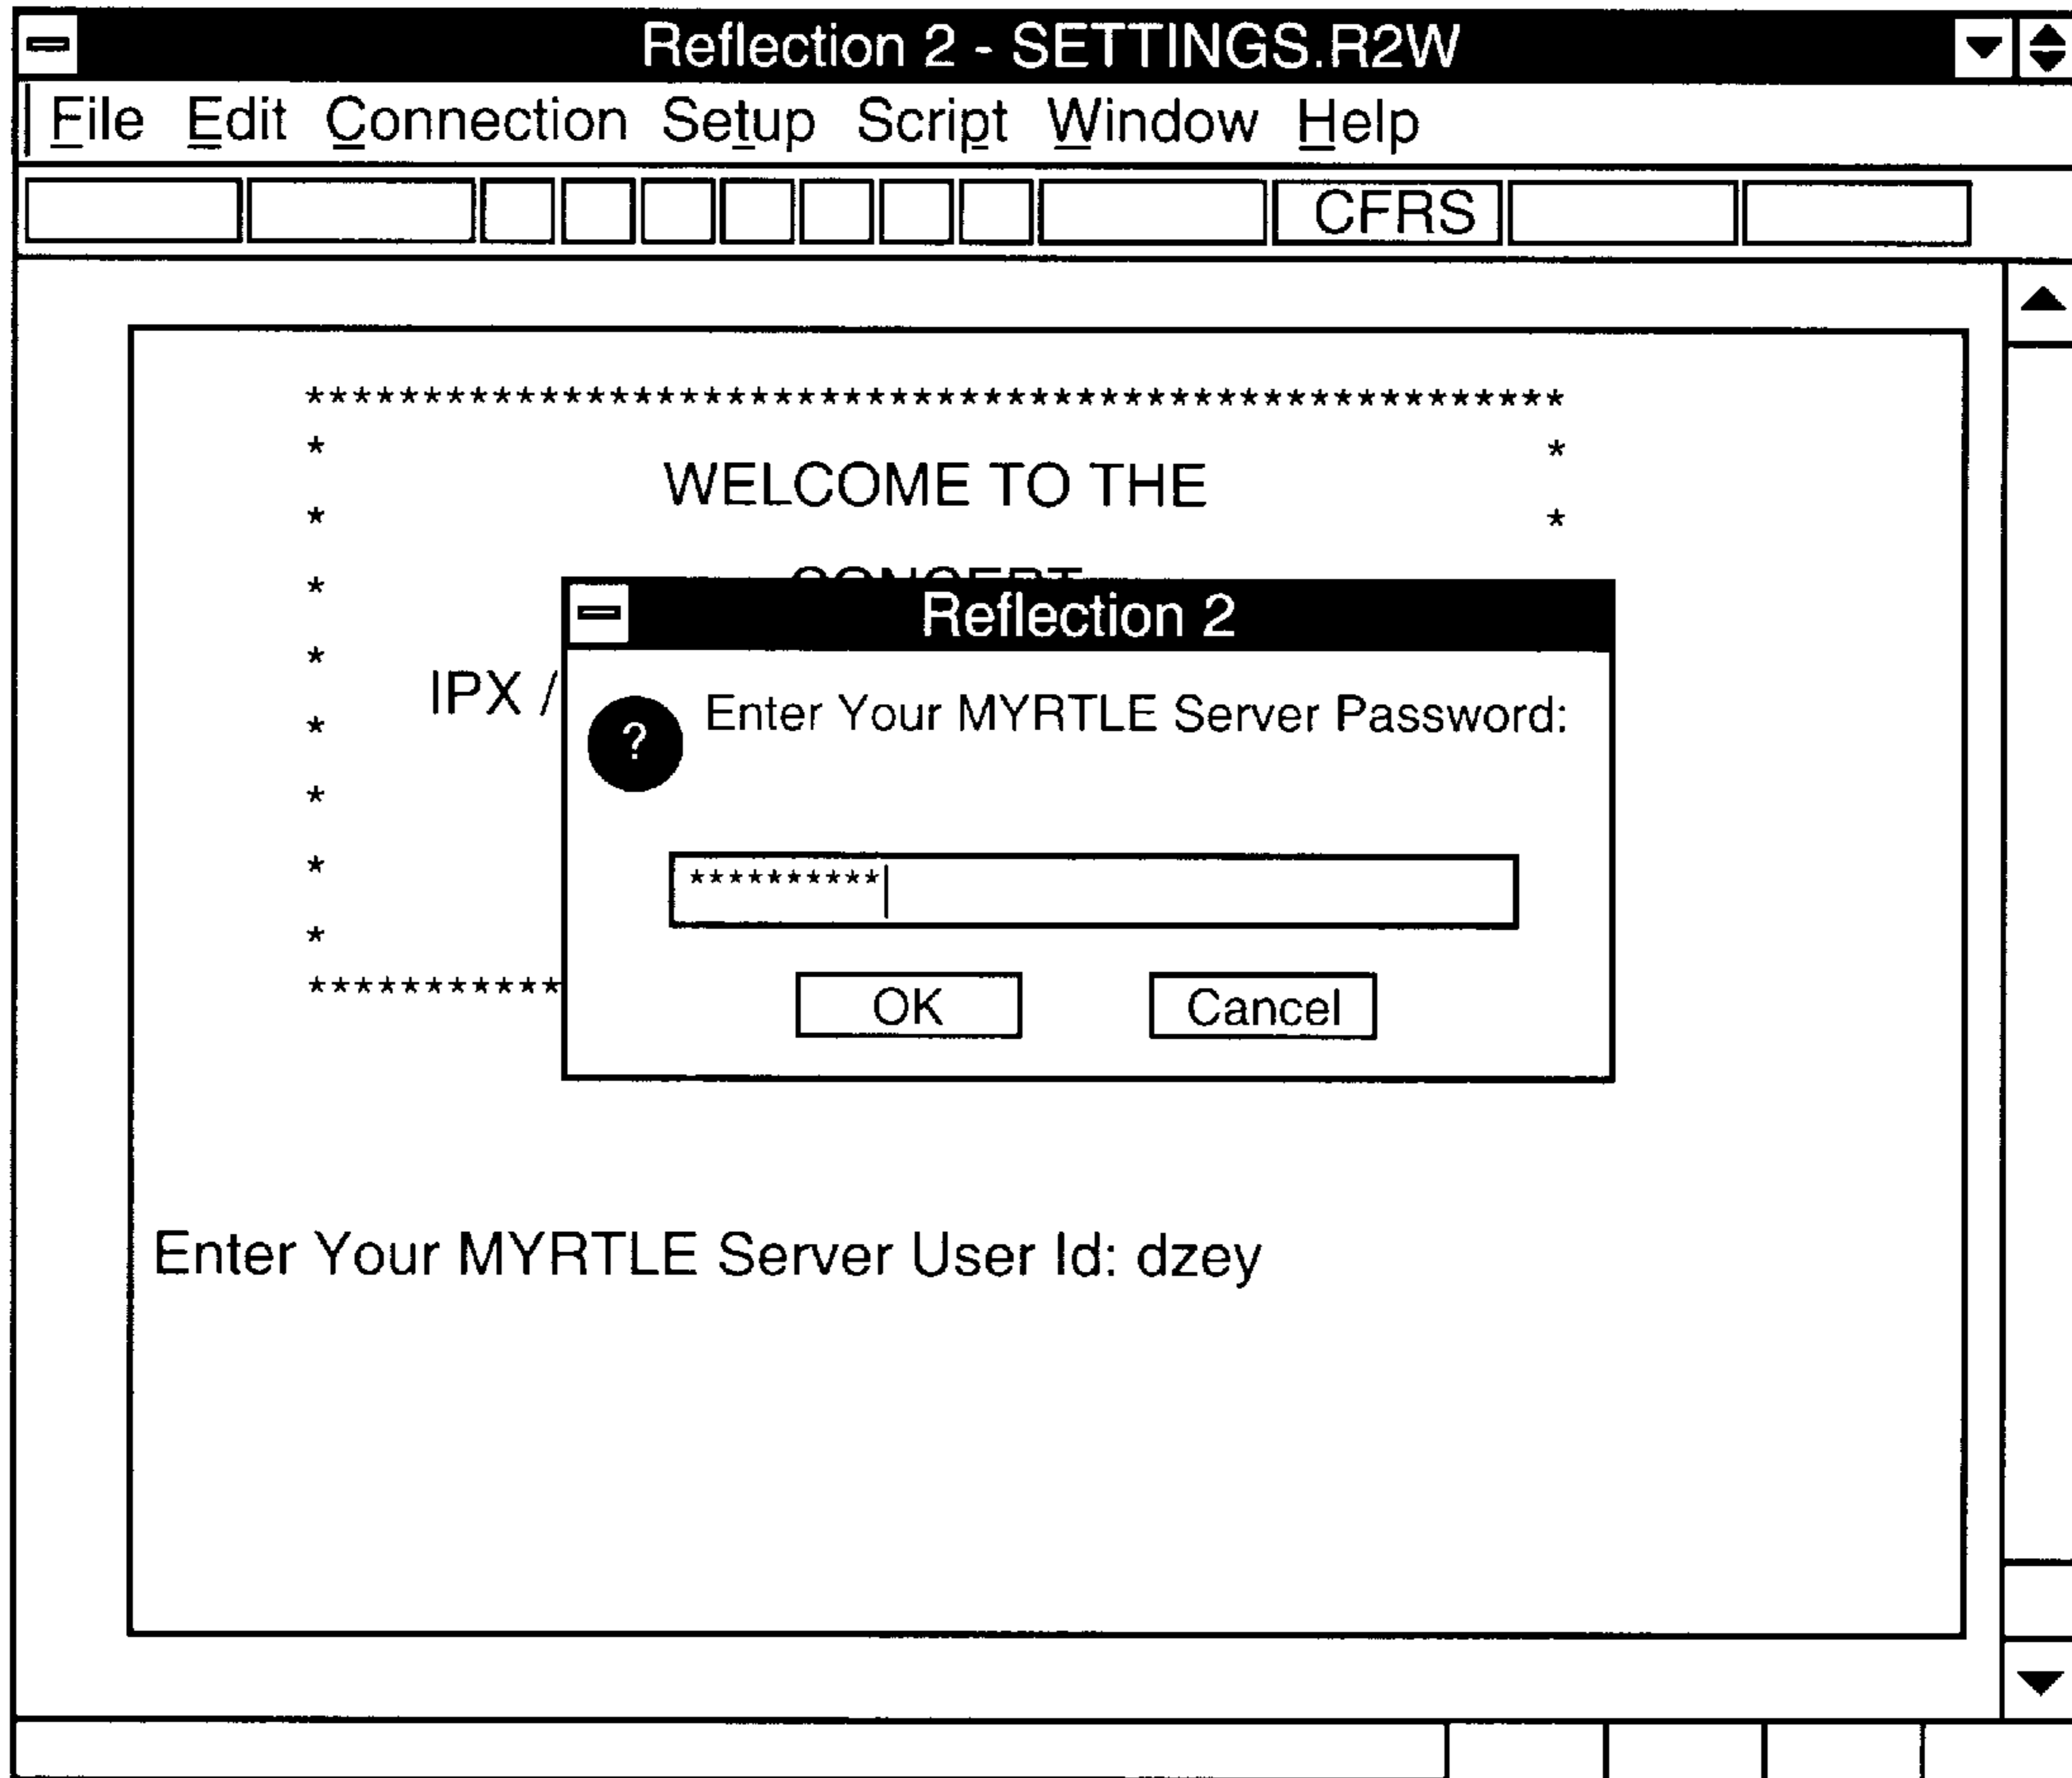 Reflection 2 - SETTINGS.R2W
File Edit Connection Setup Script Window Help
CFRS
*****************************************************
* *
WELCOME TO THE
* *
*
Reflection 2
*
IPX /
Enter Your MYRTLE Server Password:
?
*
*
*
**********
*
***********
OK Cancel
Enter Your MYRTLE Server User Id: dzey